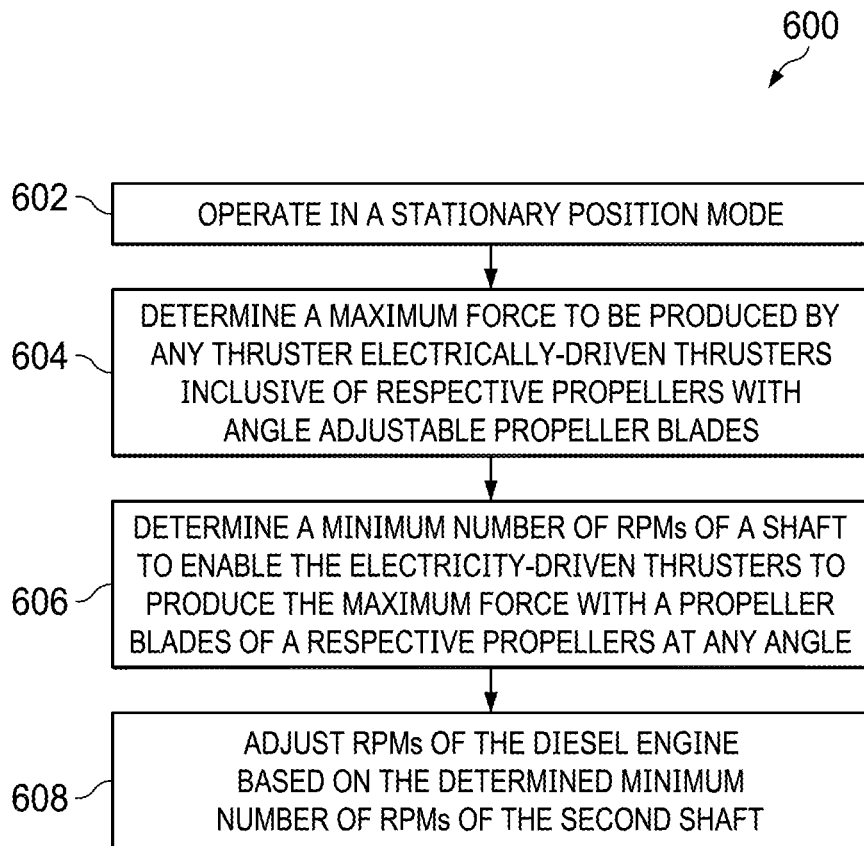 600
602
OPERATE IN A STATIONARY POSITION MODE
604
DETERMINE A MAXIMUM FORCE TO BE PRODUCED BY
ANY THRUSTER ELECTRICALLY-DRIVEN THRUSTERS
INCLUSIVE OF RESPECTIVE PROPELLERS WITH
ANGLE ADJUSTABLE PROPELLER BLADES
606
DETERMINE A MINIMUM NUMBER OF RPMs OF A SHAFT
TO ENABLE THE ELECTRICITY-DRIVEN THRUSTERS TO
PRODUCE THE MAXIMUM FORCE WITH A PROPELLER
BLADES OF A RESPECTIVE PROPELLERS AT ANY ANGLE
608
ADJUST RPMs OF THE DIESEL ENGINE
BASED ON THE DETERMINED MINIMUM
NUMBER OF RPMs OF THE SECOND SHAFT